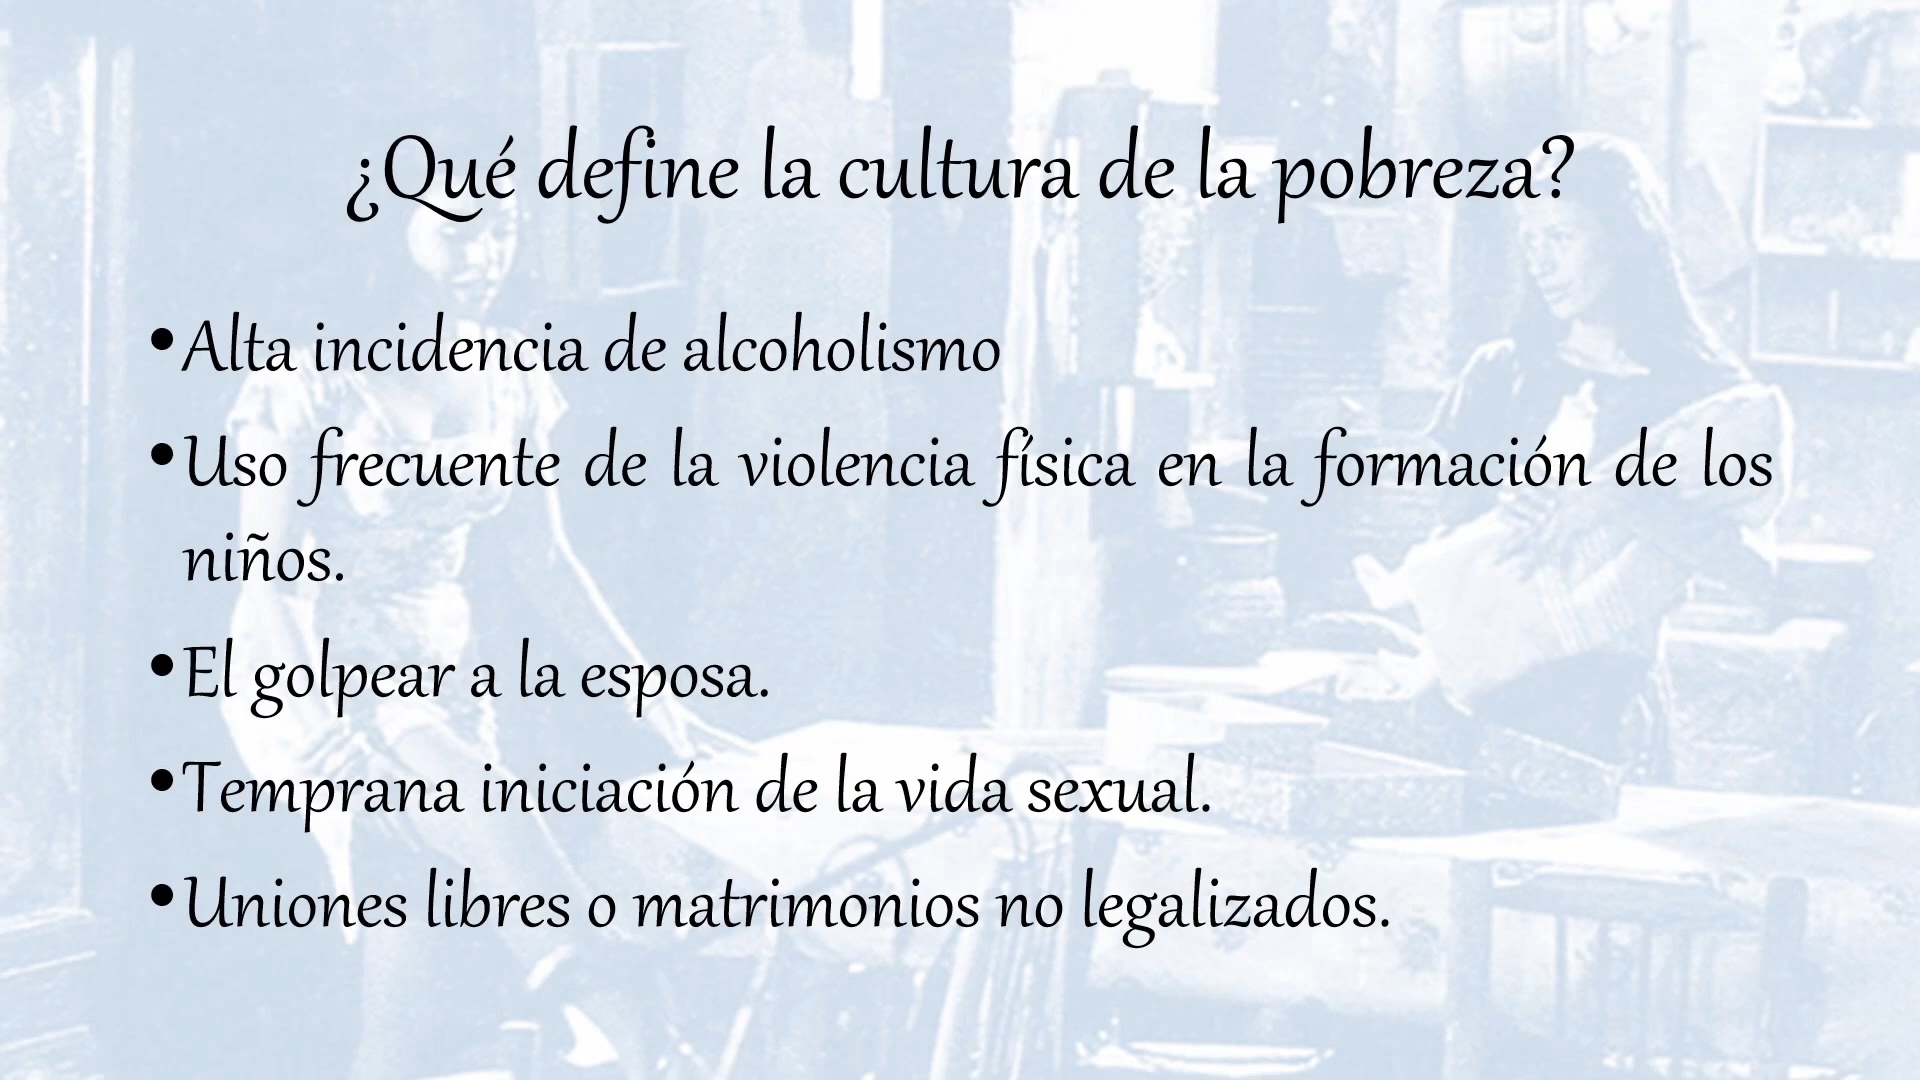 ¿Qué define la cultura de la pobreza?
•Alta incidencia de alcoholismo
•Uso frecuente de la violencia física en la formación de los
niños.
•El golpear a la esposa.
•Temprana iniciación de la vida sexual.
•Uniones libres o matrimonios no legalizados.